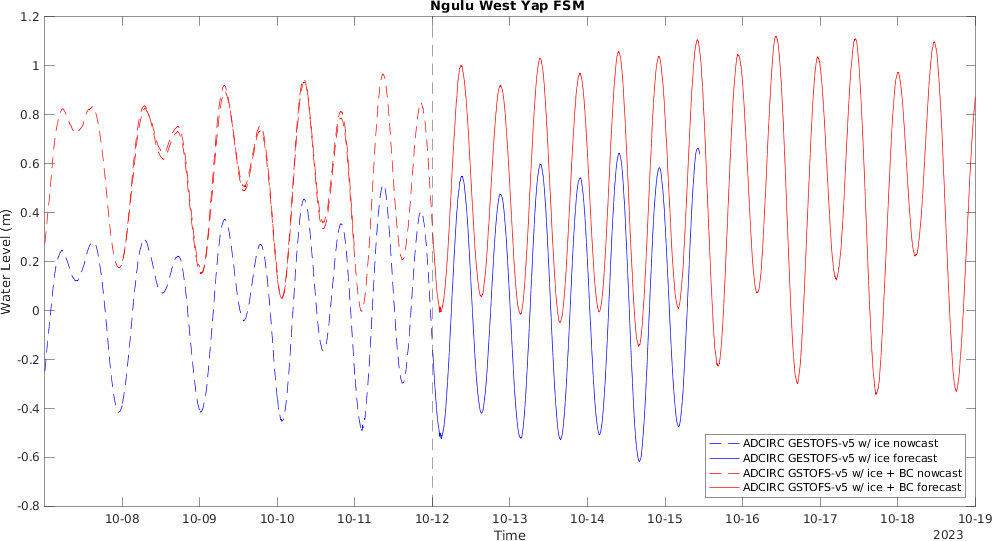 Ngulu West Yap FSM
1.2
1
0.8
0.6
0.4
0.2
0
-0.2
-0.4
-0.6
-0.8
Water Level (m)
ADCIRC GESTOFS-v5 w/ ice nowcast
ADCIRC GESTOFS-v5 w/ ice forecast
ADCIRC GSTOFS-v5 w/ ice + BC nowcast
ADCIRC GSTOFS-v5 w/ ice + BC forecast
10-08 10-09 10-10 10-11 10-12 10-13 10-14 10-15 10-16 10-17 10-18 10-19
Time
2023